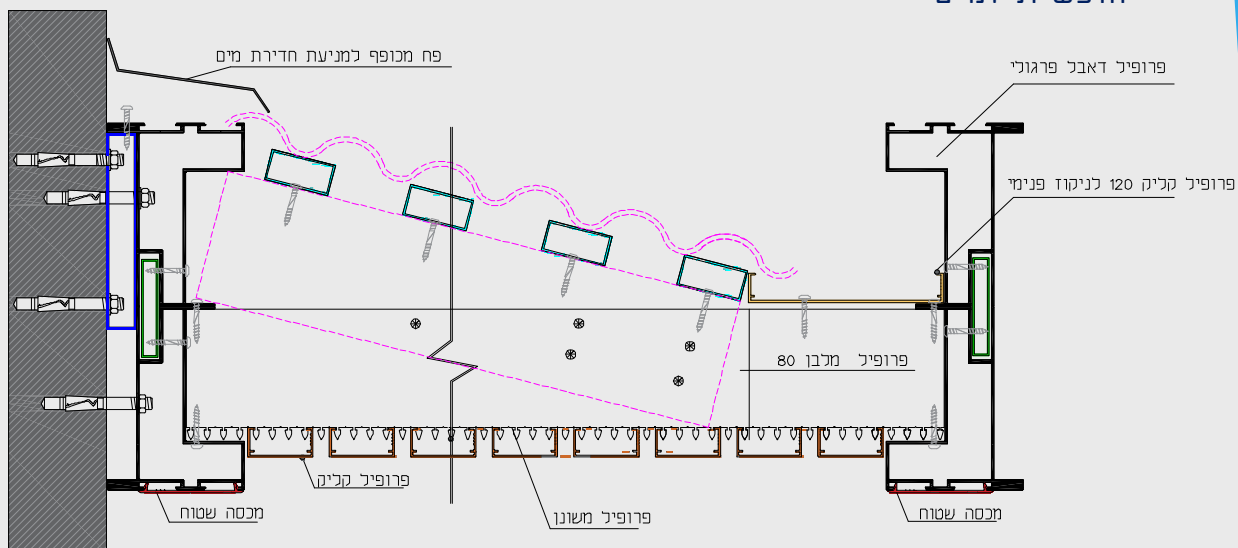 פח מכופף למניעת חדירת מים
פרופיל דאבל פרגולי
פרופיל קליק 120 לניקוז פנימי
פרופיל מלבן 80
פרופיל קליק
פרופיל משונן
מכסה שטוח
מכסה שטוח